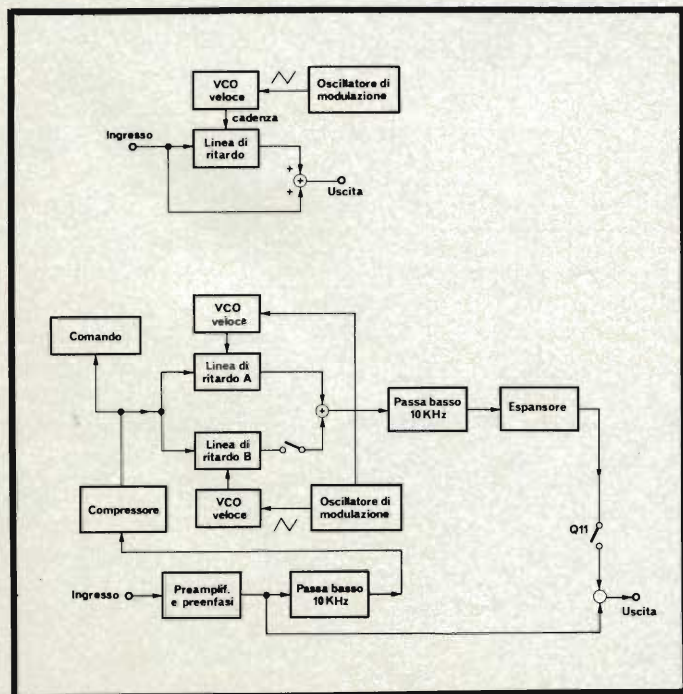 VCO
veloce
Oscillatore di
modulazione
cadenza
Ingresso
Linea di
ritardo
+
+
+
Uscita
VCO
veloce
Comando
Linea di
ritardo A
+
Passa basso
10 KHz
Espansore
Linea di
ritardo B
Compressore
VCO
veloce
Oscillatore di
modulazione
Q11
Ingresso
Preamplif.
e preenfasi
Passa basso
10 KHz
Uscita